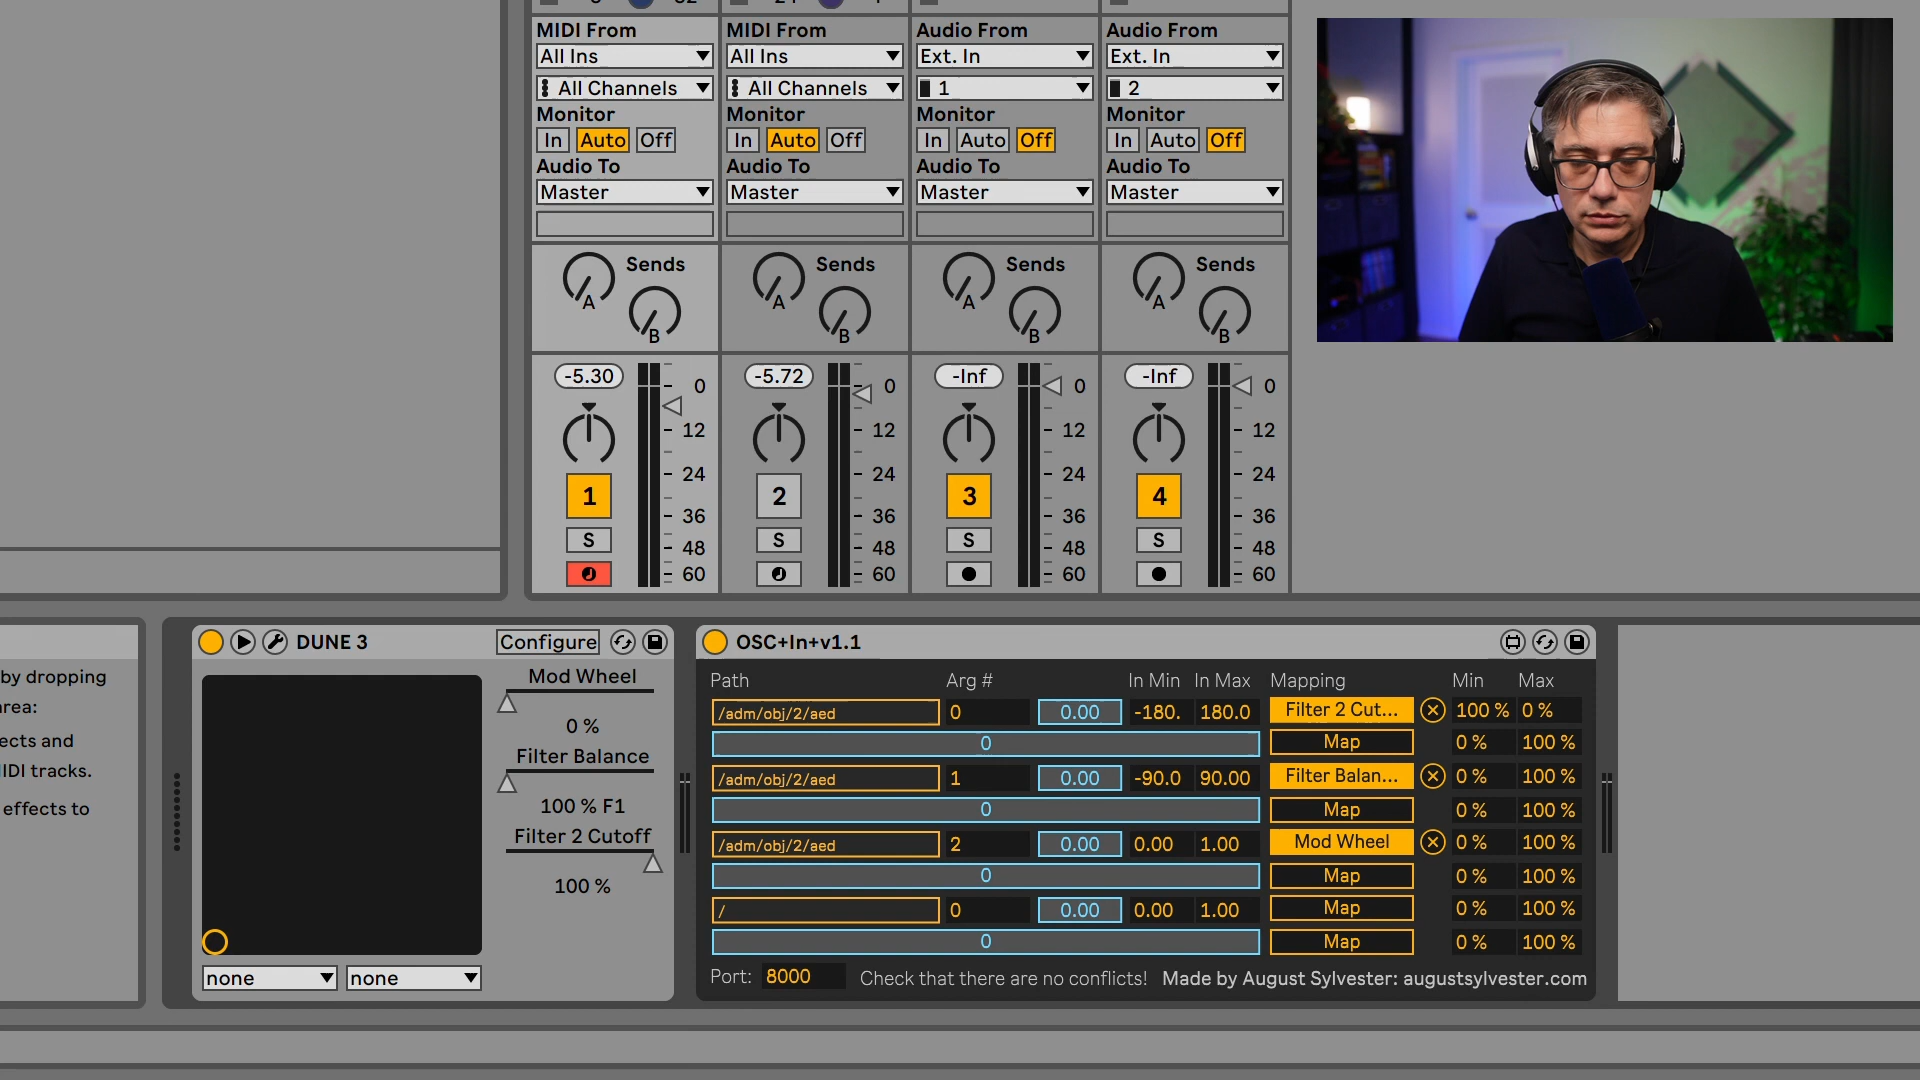 MIDI From
All Ins
All Channels
Monitor
In Auto Off
Audio To
Master
Sends
A
B
-5.30
0
12
24
36
48
60
1
S
MIDI From
All Ins
All Channels
Monitor
In Auto Off
Audio To
Master
Sends
A
B
-5.72
0
12
24
36
48
60
2
S
Audio From
Ext. In
1
Monitor
In Auto Off
Audio To
Master
Sends
A
B
-Inf
0
12
24
36
48
60
3
S
Audio From
Ext. In
2
Monitor
In Auto Off
Audio To
Master
Sends
A
B
-Inf
0
12
24
36
48
60
4
S
by dropping
ects and
IDI tracks.
effects to
DUNE 3 Configure
Mod Wheel
0 %
Filter Balance
100 % F1
Filter 2 Cutoff
100 %
none none
OSC+In+v1.1
Path Arg # In Min In Max Mapping Min Max
/adm/obj/2/aed 0 0.00 -180. 180.0 Filter 2 Cut... 100 % 0 %
0 Map 0 % 100 %
/adm/obj/2/aed 1 0.00 -90.0 90.00 Filter Balan... 0 % 100 %
0 Map 0 % 100 %
/adm/obj/2/aed 2 0.00 0.00 1.00 Mod Wheel 0 % 100 %
0 Map 0 % 100 %
/ 0 0.00 0.00 1.00 Map 0 % 100 %
0 Map 0 % 100 %
Port: 8000 Check that there are no conflicts! Made by August Sylvester: augustsylvester.com